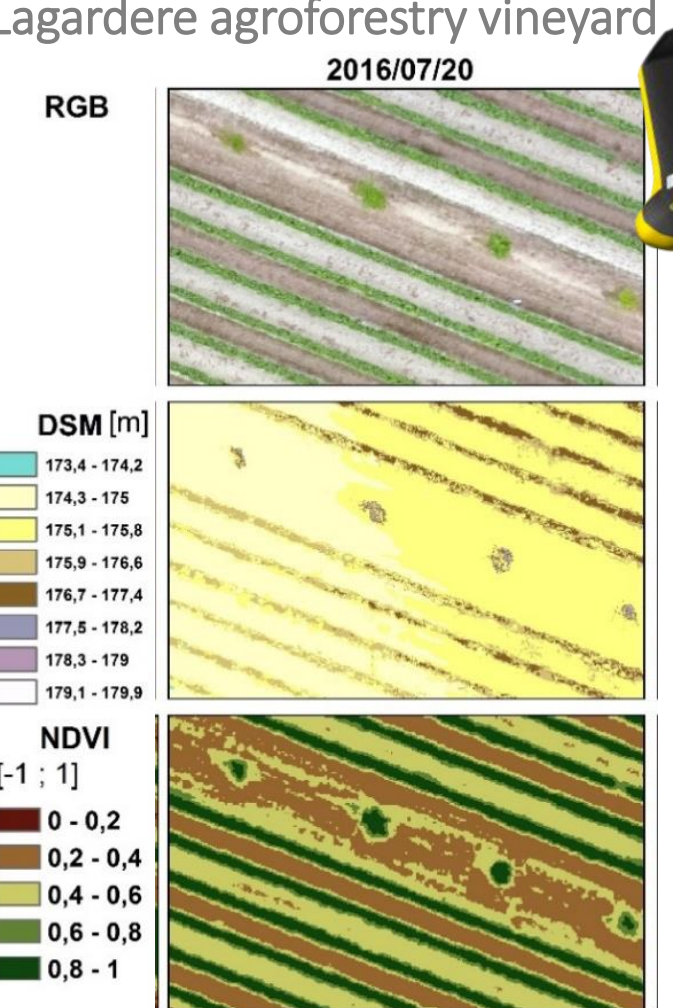 Lagardere agroforestry vineyard
2016/07/20
RGB
DSM [m]
173,4 - 174,2
174,3 - 175
175,1 - 175,8
175,9 - 176,6
176,7 - 177,4
177,5 - 178,2
178,3 - 179
179,1 - 179,9
NDVI
[-1 ; 1]
0 - 0,2
0,2 - 0,4
0,4 - 0,6
0,6 - 0,8
0,8 - 1